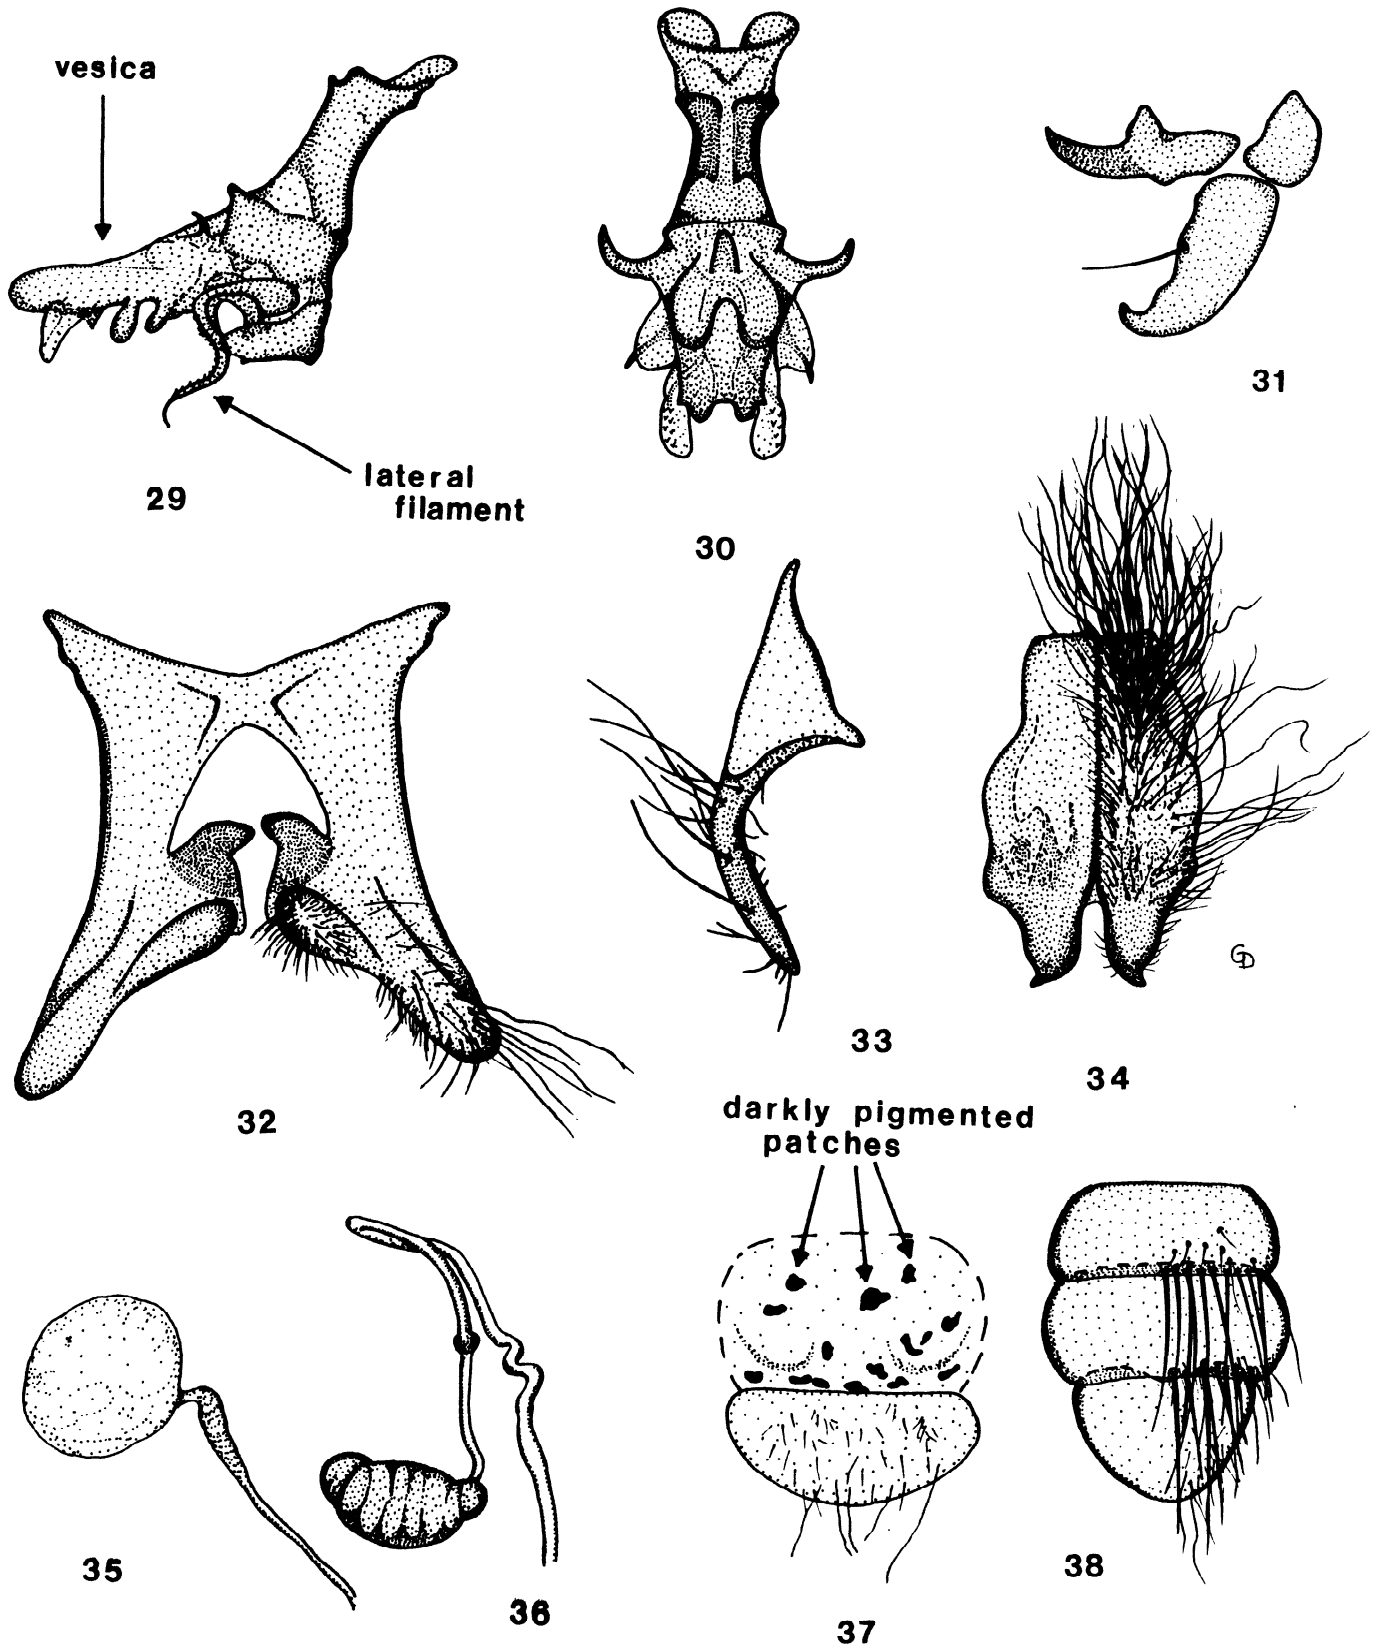 vesica
lateral
filament
29
30
31
32
33
GD
34
darkly pigmented
patches
35
36
37
38